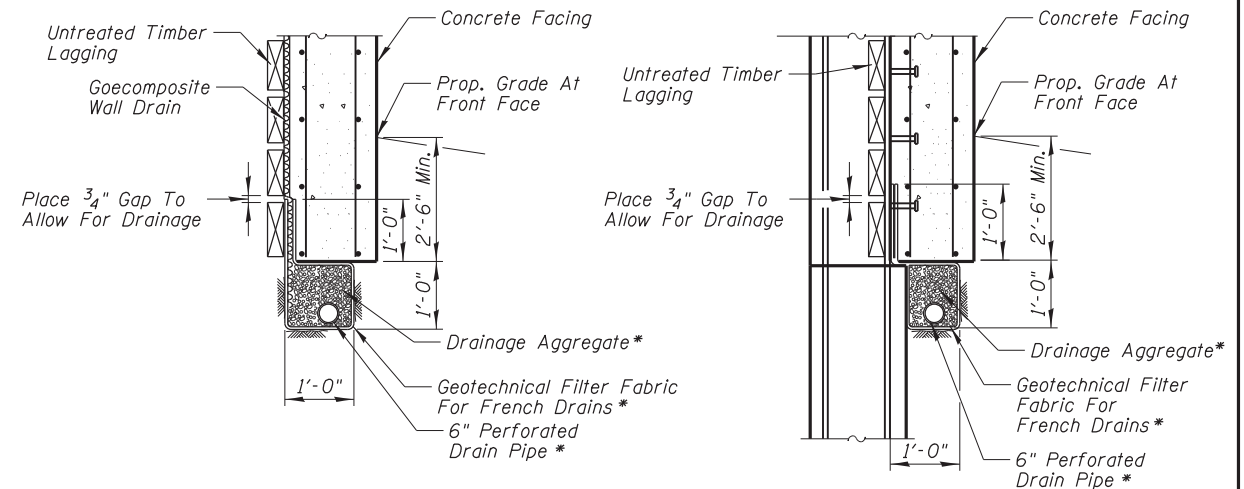 Untreated Timber
Lagging
Goecomposite
Wall Drain
Place 3/4" Gap To
Allow For Drainage
Concrete Facing
Prop. Grade At
Front Face
1'-0"
2'-6" Min.
1'-0"
1'-0"
Drainage Aggregate*
Geotechnical Filter Fabric
For French Drains*
6" Perforated
Drain Pipe*
Untreated Timber
Lagging
Place 3/4" Gap To
Allow For Drainage
Concrete Facing
Prop. Grade At
Front Face
1'-0"
2'-6" Min.
1'-0"
1'-0"
Drainage Aggregate*
Geotechnical Filter
Fabric For
French Drains*
6" Perforated
Drain Pipe*